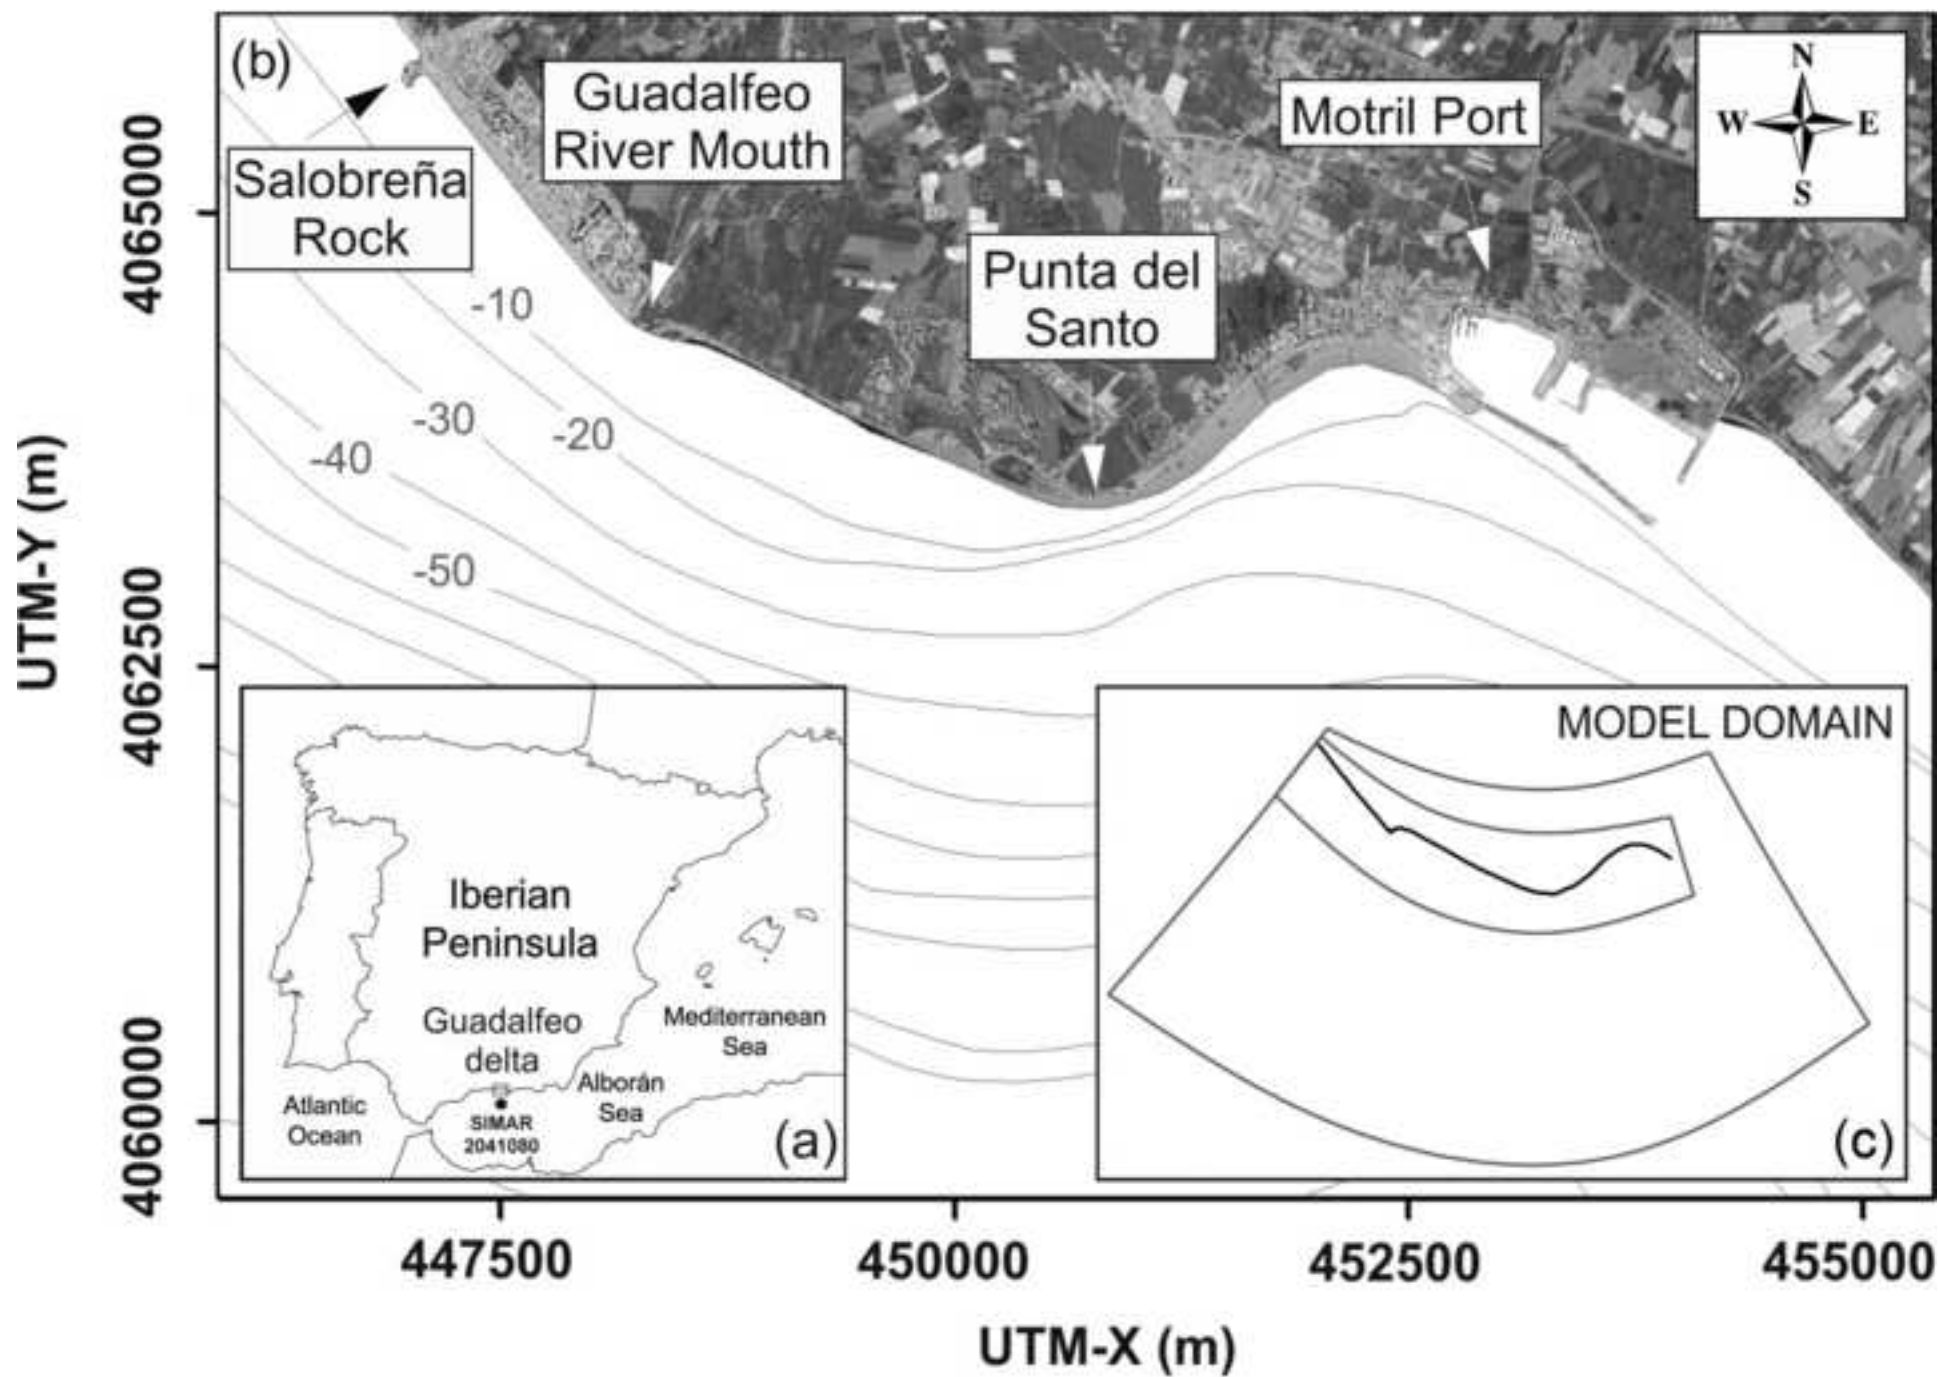 (b)
Guadalfeo
River Mouth
Motril Port
N
W E
S
Salobreña
Rock
Punta del
Santo
-10
-20
-30
-40
-50
UTM-Y (m)
4065000
4062500
4060000
Iberian
Peninsula
Guadalfeo
delta
Mediterranean
Sea
Alborán
Sea
Atlantic
Ocean
SIMAR
2041080
(a)
MODEL DOMAIN
(c)
447500
450000
452500
455000
UTM-X (m)